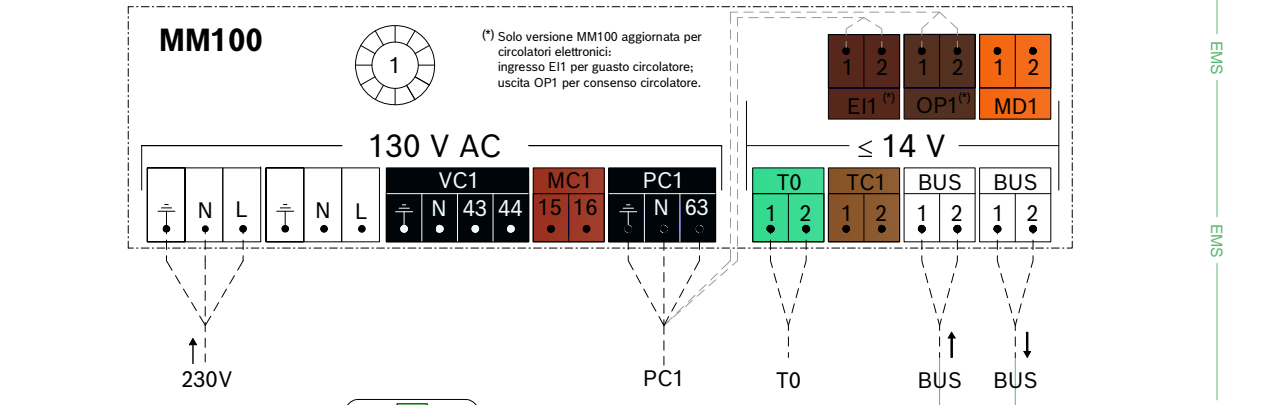 MM100
1
(*) Solo versione MM100 aggiornata per
circolatori elettronici:
ingresso EI1 per guasto circolatore;
uscita OP1 per consenso circolatore.
1 2 1 2 1 2
EI1 (*) OP1 (*) MD1
EMS
130 V AC ≤ 14 V
VC1 MC1 PC1 T0 TC1 BUS BUS
N L N L N 43 44 15 16 N 63 1 2 1 2 1 2 1 2
EMS
230V PC1 T0 BUS BUS